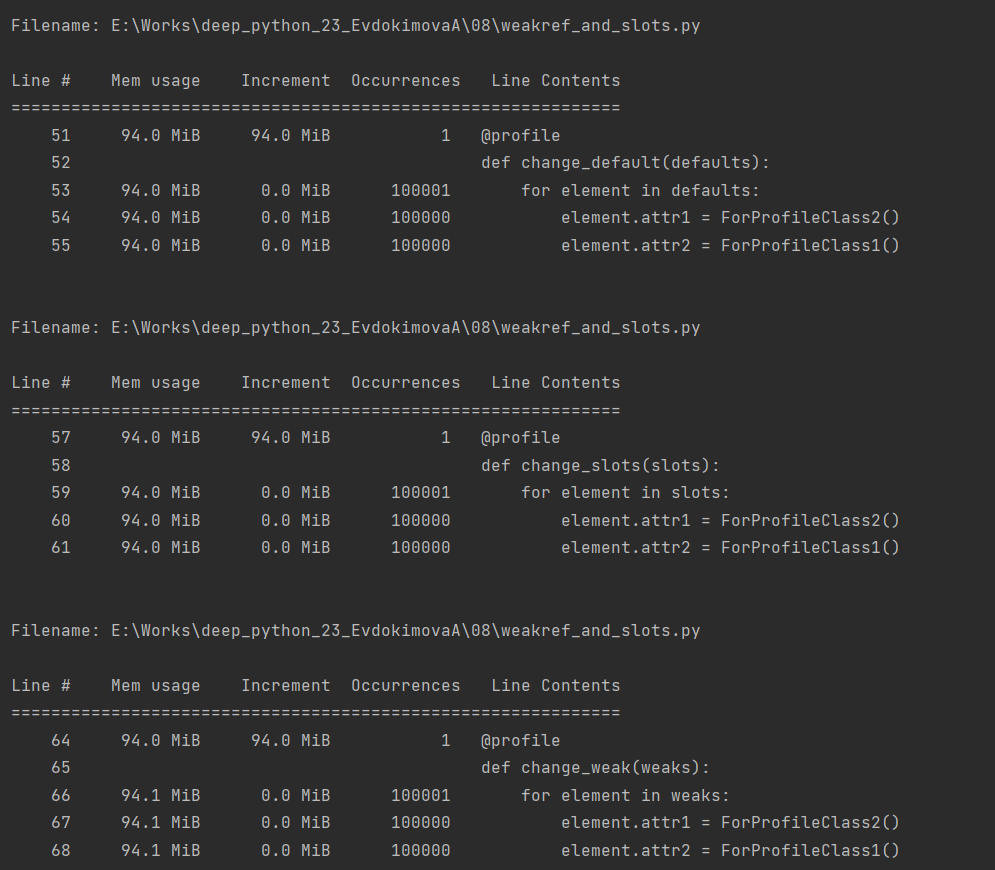 Filename: E:\Works\deep_python_23_EvdokimovaA\08\weakref_and_slots.py
Line #    Mem usage    Increment  Occurrences   Line Contents
=============================================================
    51     94.0 MiB     94.0 MiB           1   @profile
    52                                         def change_default(defaults):
    53     94.0 MiB      0.0 MiB      100001       for element in defaults:
    54     94.0 MiB      0.0 MiB      100000           element.attr1 = ForProfileClass2()
    55     94.0 MiB      0.0 MiB      100000           element.attr2 = ForProfileClass1()
Filename: E:\Works\deep_python_23_EvdokimovaA\08\weakref_and_slots.py
Line #    Mem usage    Increment  Occurrences   Line Contents
=============================================================
    57     94.0 MiB     94.0 MiB           1   @profile
    58                                         def change_slots(slots):
    59     94.0 MiB      0.0 MiB      100001       for element in slots:
    60     94.0 MiB      0.0 MiB      100000           element.attr1 = ForProfileClass2()
    61     94.0 MiB      0.0 MiB      100000           element.attr2 = ForProfileClass1()
Filename: E:\Works\deep_python_23_EvdokimovaA\08\weakref_and_slots.py
Line #    Mem usage    Increment  Occurrences   Line Contents
=============================================================
    64     94.0 MiB     94.0 MiB           1   @profile
    65                                         def change_weak(weaks):
    66     94.1 MiB      0.0 MiB      100001       for element in weaks:
    67     94.1 MiB      0.0 MiB      100000           element.attr1 = ForProfileClass2()
    68     94.1 MiB      0.0 MiB      100000           element.attr2 = ForProfileClass1()